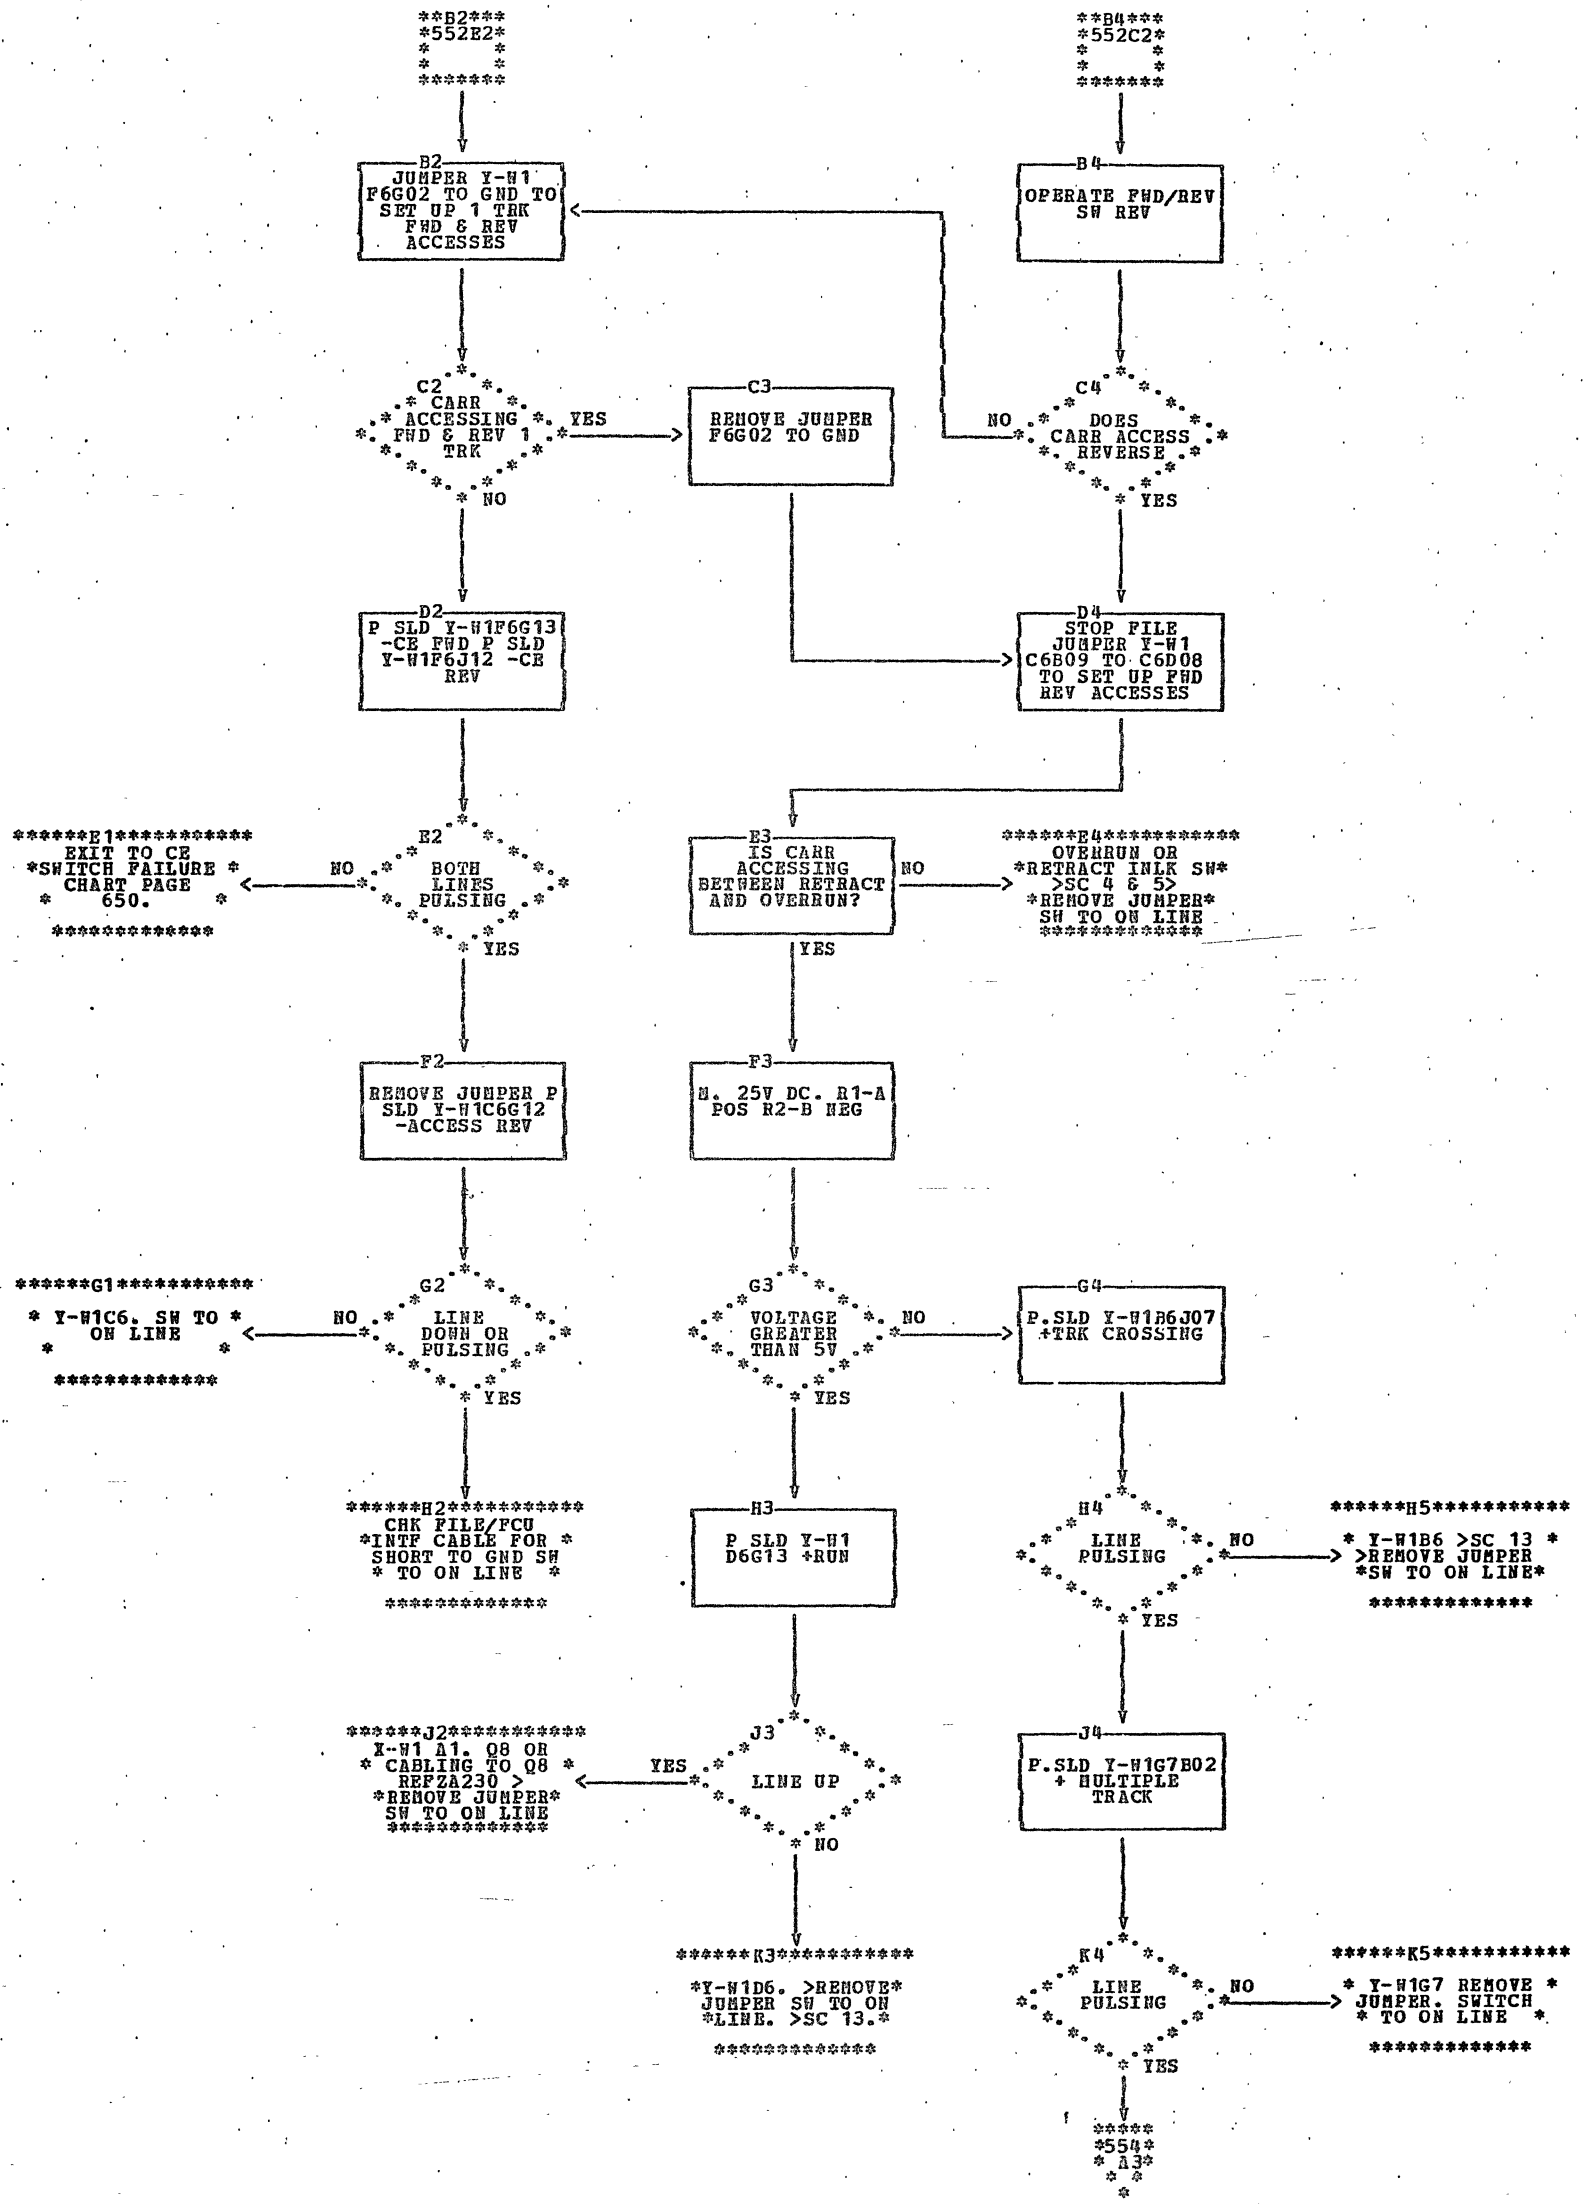 **B2***
*552E2*
* *
* *
*******
**B4***
*552C2*
* *
* *
*******
B2
JUMPER Y-W1
F6G02 TO GND TO
SET UP 1 TRK
FWD & REV
ACCESSES
B4
OPERATE FWD/REV
SW REV
C2
CARR
ACCESSING
FWD & REV 1
TRK
YES
NO
C3
REMOVE JUMPER
F6G02 TO GND
C4
DOES
CARR ACCESS
REVERSE
NO
YES
D2
P SLD Y-W1F6G13
-CE FWD P SLD
Y-W1F6J12 -CE
REV
D4
STOP FILE
JUMPER Y-W1
C6B09 TO C6D08
TO SET UP FWD
REV ACCESSES
******E1***********
EXIT TO CE
*SWITCH FAILURE *
CHART PAGE
* 650. *
*************
E2
BOTH
LINES
PULSING
NO
YES
E3
IS CARR
ACCESSING
BETWEEN RETRACT
AND OVERRUN?
NO
YES
******E4***********
OVERRUN OR
*RETRACT INLK SW*
>SC 4 & 5>
*REMOVE JUMPER*
SW TO ON LINE
*************
F2
REMOVE JUMPER P
SLD Y-W1C6G12
-ACCESS REV
F3
M. 25V DC. R1-A
POS R2-B NEG
******G1***********
* Y-W1C6. SW TO *
ON LINE
* *
*************
G2
LINE
DOWN OR
PULSING
NO
YES
G3
VOLTAGE
GREATER
THAN 5V
NO
YES
G4
P.SLD Y-W1B6J07
+TRK CROSSING
******H2***********
CHK FILE/FCU
*INTF CABLE FOR *
SHORT TO GND SW
* TO ON LINE *
*************
H3
P SLD Y-W1
D6G13 +RUN
H4
LINE
PULSING
NO
YES
******H5***********
* Y-W1B6 >SC 13 *
>REMOVE JUMPER
*SW TO ON LINE*
*************
******J2***********
X-W1 A1. Q8 OR
* CABLING TO Q8 *
REFZA230 >
*REMOVE JUMPER*
SW TO ON LINE
*************
J3
LINE UP
YES
NO
J4
P.SLD Y-W1G7B02
+ MULTIPLE
TRACK
******K3***********
*Y-W1D6. >REMOVE*
JUMPER SW TO ON
*LINE. >SC 13.*
*************
K4
LINE
PULSING
NO
YES
******K5***********
* Y-W1G7 REMOVE *
JUMPER. SWITCH
* TO ON LINE *
*************
*****
*554*
* A3*
* *
*